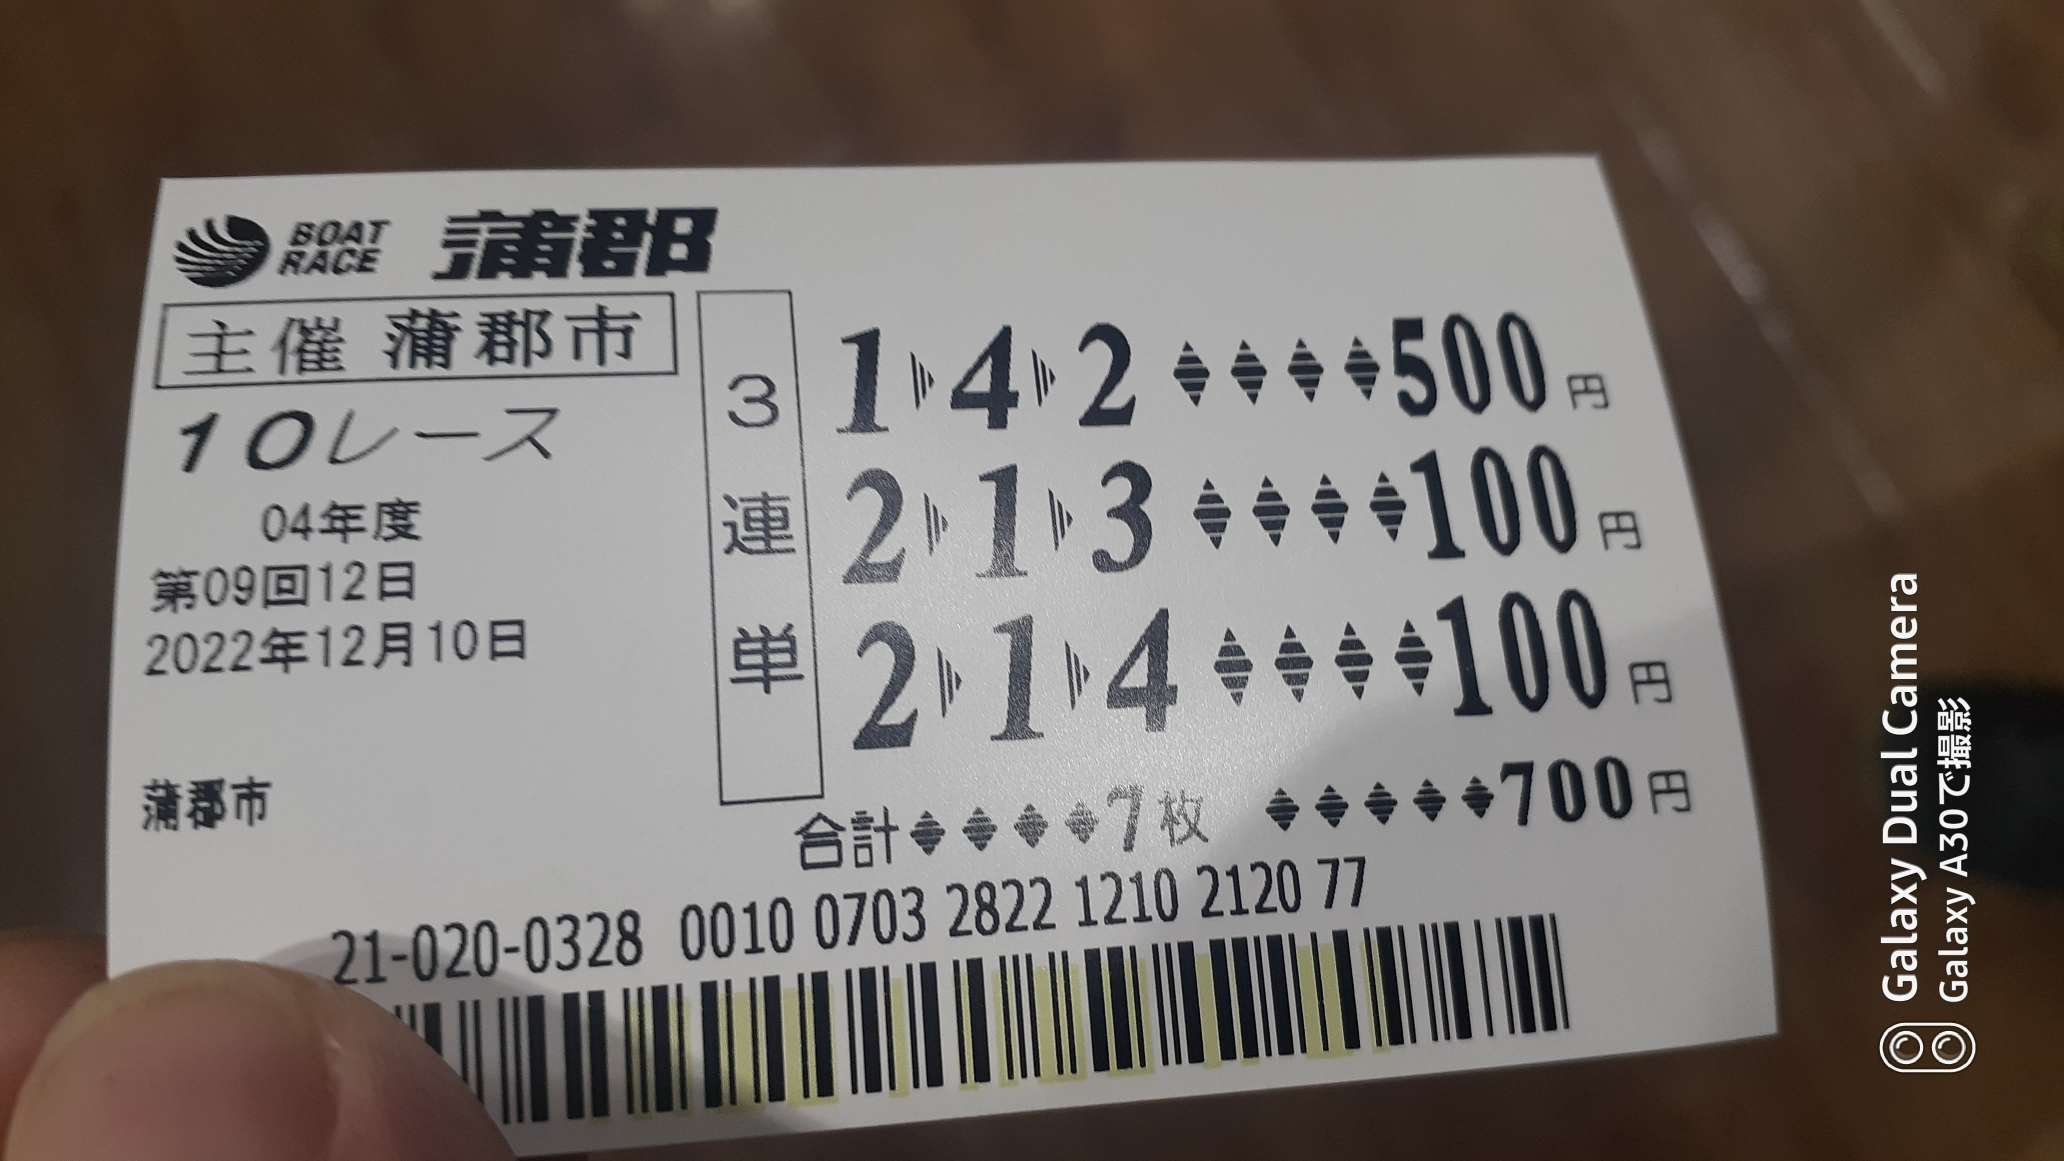 BOAT RACE 蒲郡
主催 蒲郡市
10レース
04年度
第09回12日
2022年12月10日
蒲郡市
3連単
1 4 2 500円
2 1 3 100円
2 1 4 100円
合計 7枚 700円
21-020-0328 0010 0703 2822 1210 2120 77
Galaxy Dual Camera
Galaxy A30で撮影